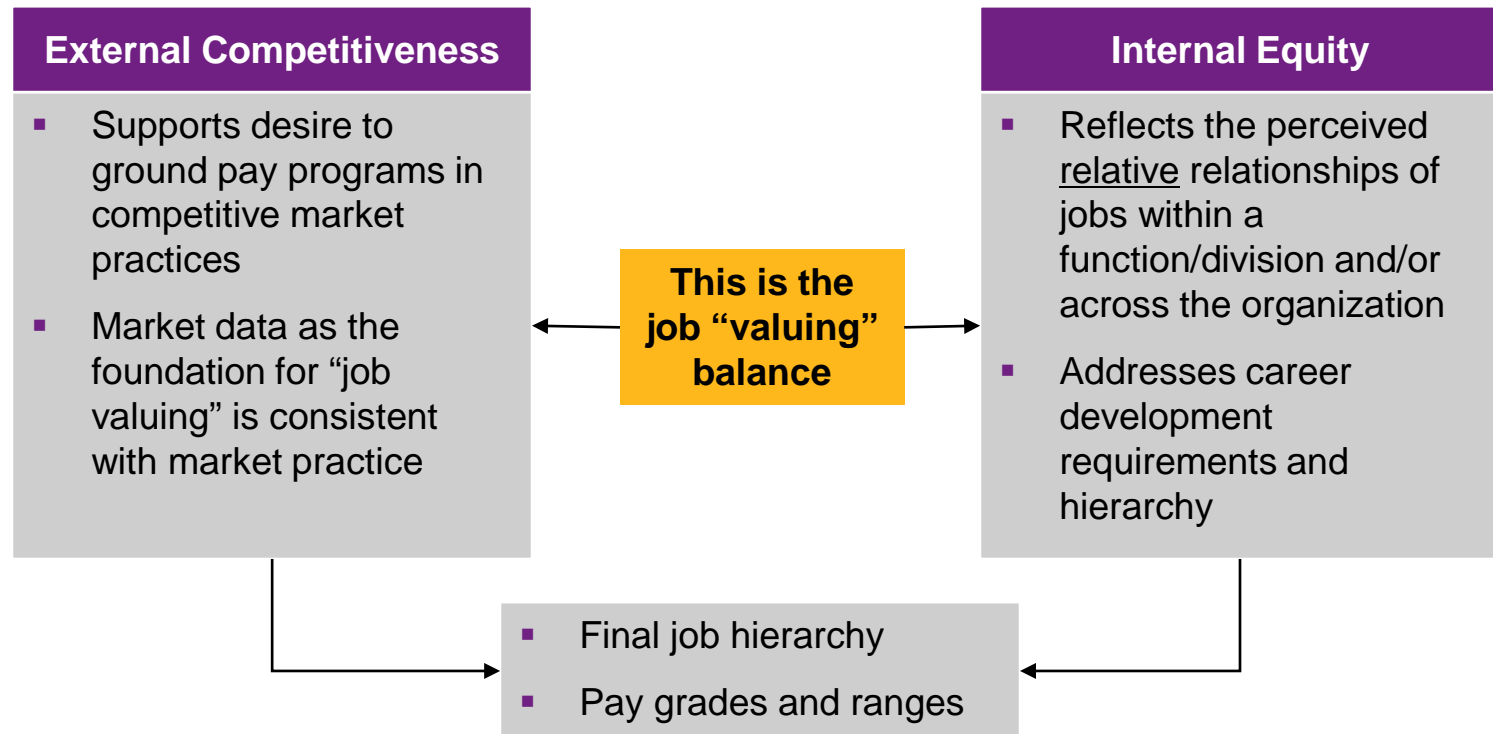 External Competitiveness
▪ Supports desire to
ground pay programs in
competitive market
practices
▪ Market data as the
foundation for “job
valuing” is consistent
with market practice
This is the
job “valuing”
balance
Internal Equity
▪ Reflects the perceived
relative relationships of
jobs within a
function/division and/or
across the organization
▪ Addresses career
development
requirements and
hierarchy
▪ Final job hierarchy
▪ Pay grades and ranges